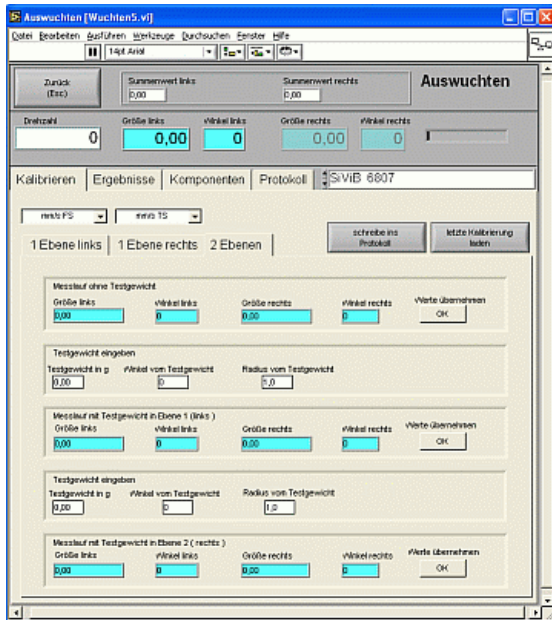 Auswuchten [Wuchten5.vi]
Datei Bearbeiten Ausführen Werkzeuge Durchsuchen Fenster Hilfe
14pt Arial
Zurück
(Esc)
Summenwert links
0,00
Summenwert rechts
0,00
Auswuchten
Drehzahl
0
Größe links
0,00
Winkel links
0
Größe rechts
0,00
Winkel rechts
0
Kalibrieren Ergebnisse Komponenten Protokoll SiViB 6807
mm/s FS mm/s TS
1 Ebene links 1 Ebene rechts 2 Ebenen
schreibe ins
Protokoll
letzte Kalibrierung
laden
Messlauf ohne Testgewicht
Größe links Winkel links Größe rechts Winkel rechts Werte übernehmen
0,00 0 0,00 0 OK
Testgewicht eingeben
Testgewicht in g Winkel vom Testgewicht Radius vom Testgewicht
0,00 0 1,0
Messlauf mit Testgewicht in Ebene 1 (links )
Größe links Winkel links Größe rechts Winkel rechts Werte übernehmen
0,00 0 0,00 0 OK
Testgewicht eingeben
Testgewicht in g Winkel vom Testgewicht Radius vom Testgewicht
0,00 0 1,0
Messlauf mit Testgewicht in Ebene 2 ( rechts )
Größe links Winkel links Größe rechts Winkel rechts Werte übernehmen
0,00 0 0,00 0 OK